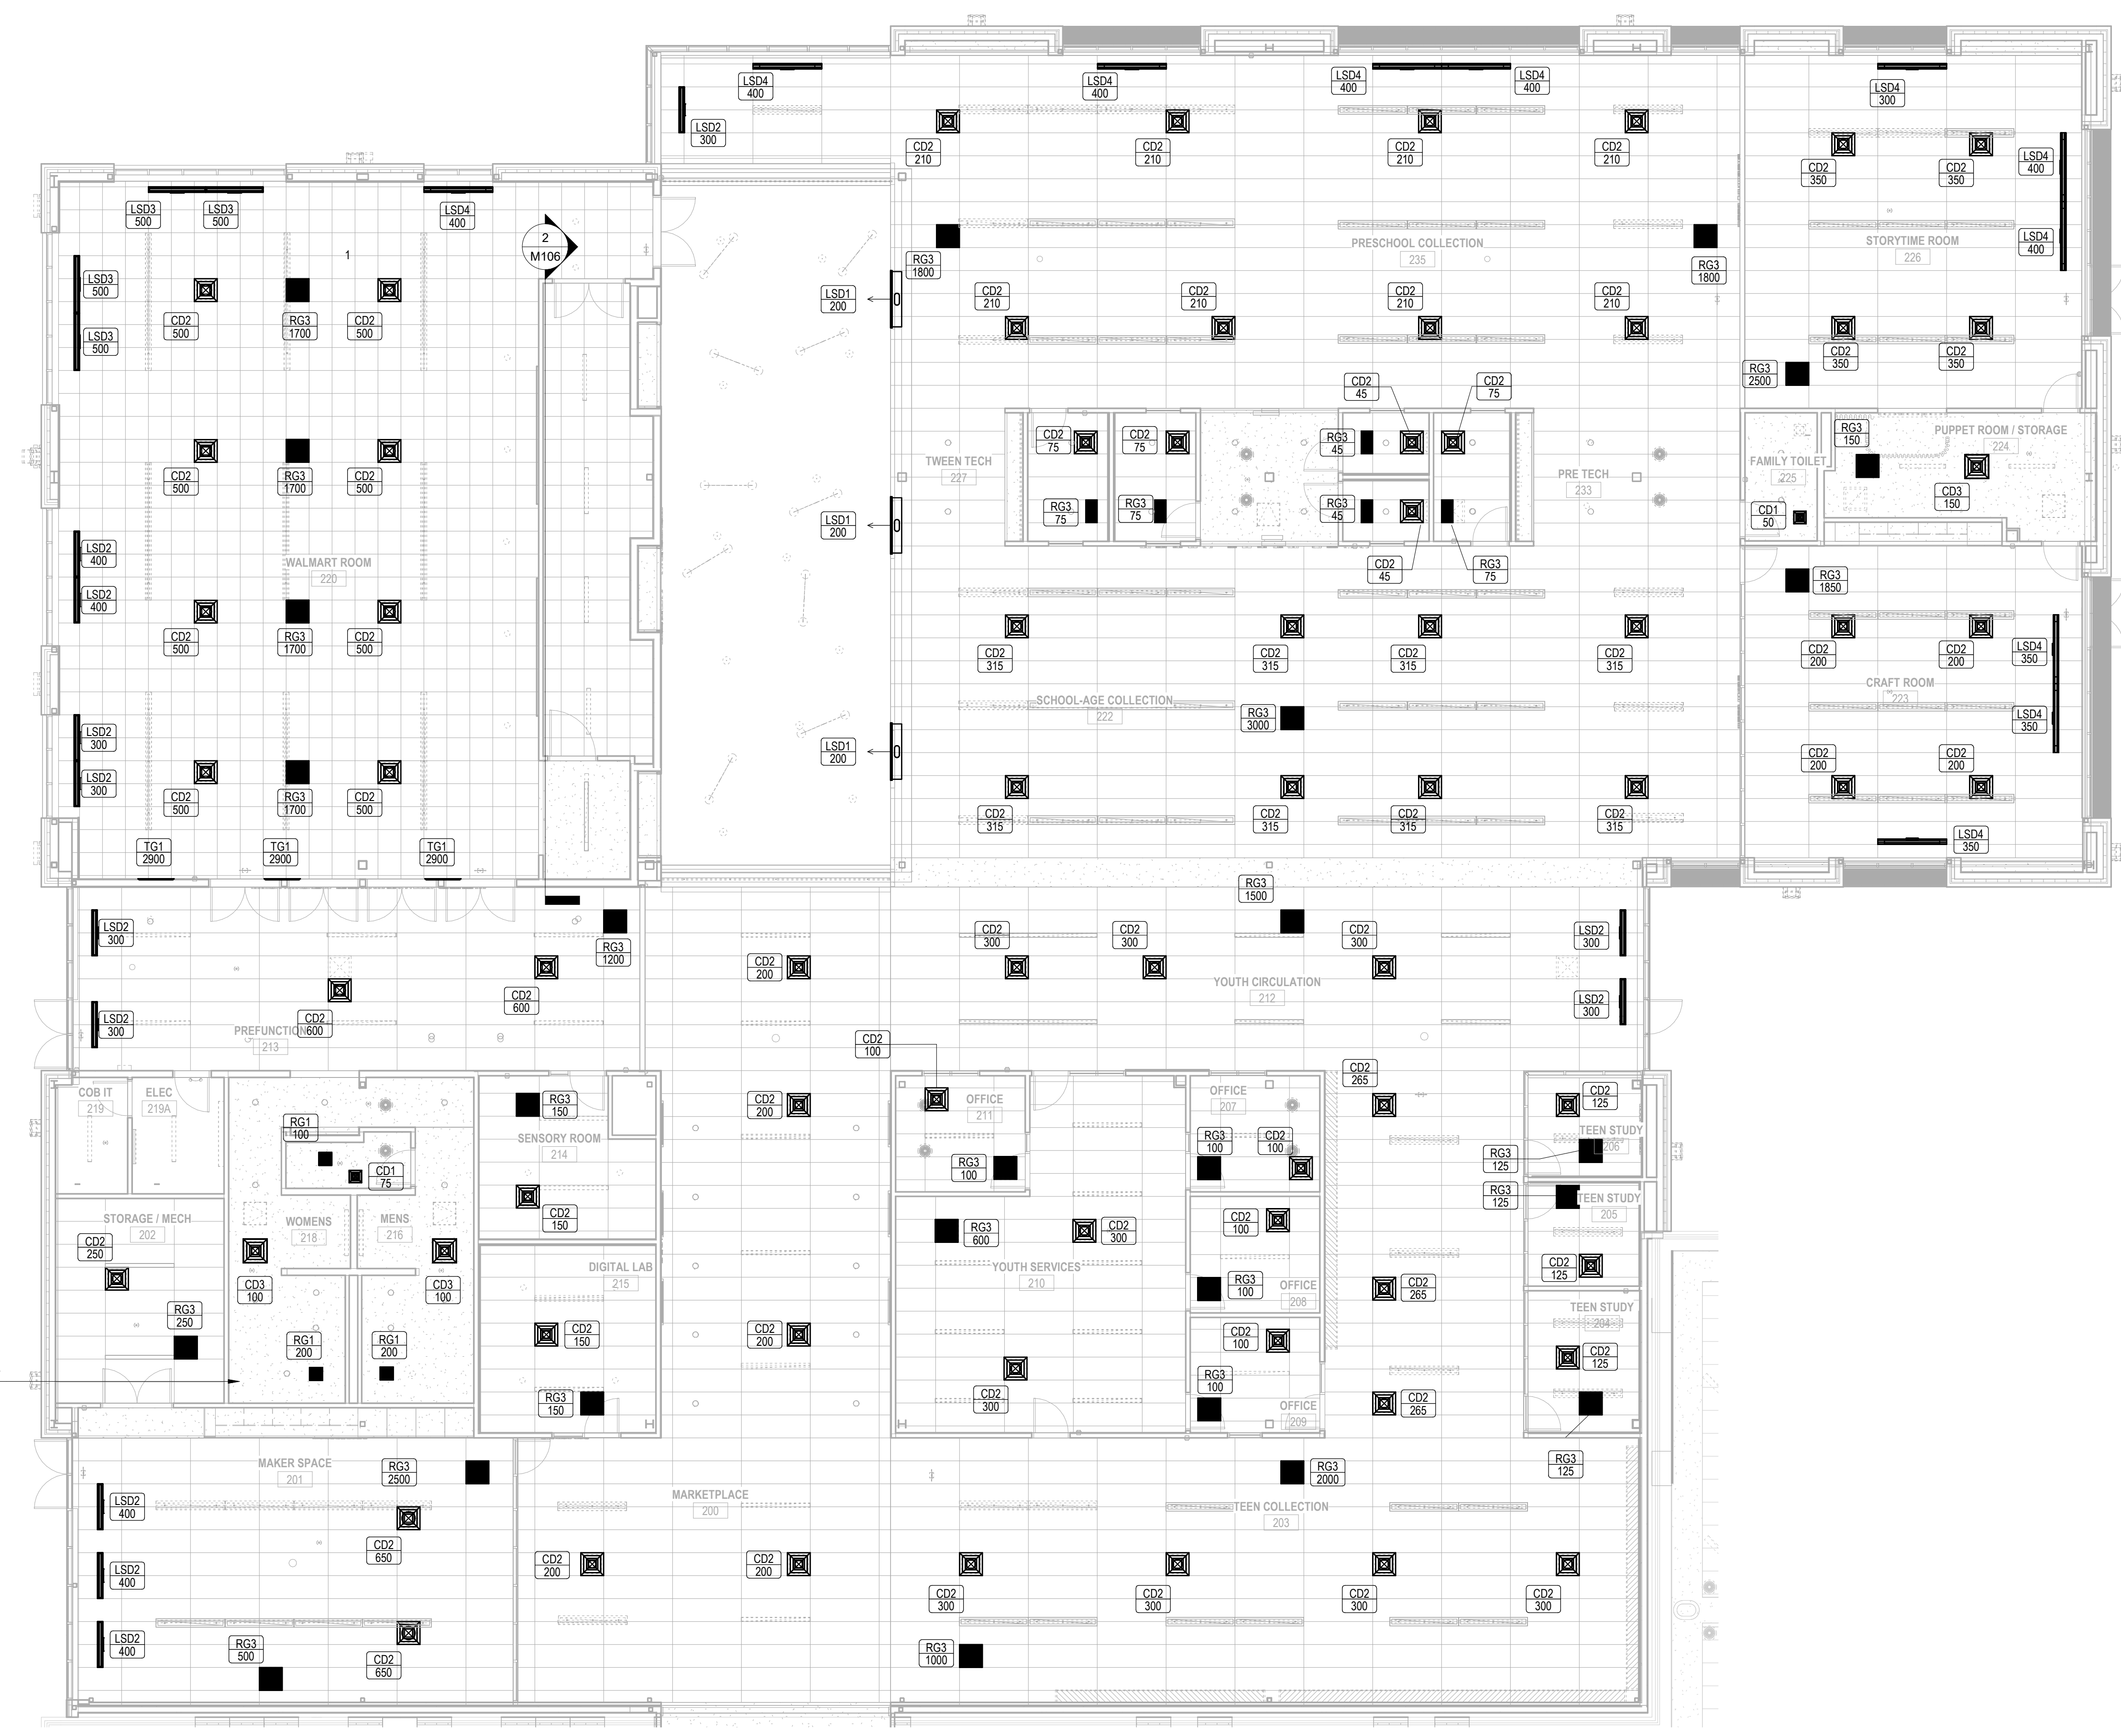 LSD4
400
LSD4
400
LSD4
400
LSD4
400
LSD4
300
LSD2
300
CD2
210
CD2
210
CD2
210
CD2
210
CD2
350
CD2
350
LSD4
400
LSD3
500
LSD3
500
LSD4
400
2
M106
1
PRESCHOOL COLLECTION
235
STORYTIME ROOM
226
LSD4
400
RG3
1800
RG3
1800
LSD3
500
LSD3
500
CD2
500
RG3
1700
CD2
500
LSD1
200
CD2
210
CD2
210
CD2
210
CD2
210
CD2
350
CD2
350
RG3
2500
CD2
45
CD2
75
CD2
75
CD2
75
RG3
45
TWEEN TECH
227
PRE TECH
233
RG3
150
PUPPET ROOM / STORAGE
224
FAMILY TOILET
225
CD3
150
CD1
50
CD2
500
RG3
1700
CD2
500
RG3
75
RG3
75
RG3
45
LSD1
200
CD2
45
RG3
75
LSD2
400
LSD2
400
WALMART ROOM
220
RG3
1850
CD2
500
RG3
1700
CD2
500
CD2
315
CD2
315
CD2
315
CD2
315
CD2
200
CD2
200
LSD4
350
CRAFT ROOM
223
LSD4
350
SCHOOL-AGE COLLECTION
222
RG3
3000
LSD2
300
LSD2
300
LSD1
200
CD2
200
CD2
200
CD2
500
RG3
1700
CD2
500
CD2
315
CD2
315
CD2
315
CD2
315
LSD4
350
TG1
2900
TG1
2900
TG1
2900
RG3
1500
LSD2
300
RG3
1200
CD2
200
CD2
300
CD2
300
CD2
300
LSD2
300
YOUTH CIRCULATION
212
LSD2
300
LSD2
300
CD2
600
CD2
600
PREFUNCTION
213
CD2
100
CD2
265
COB IT
219
ELEC
219A
RG1
100
RG3
150
CD2
200
OFFICE
211
OFFICE
207
CD2
125
TEEN STUDY
206
SENSORY ROOM
214
RG3
100
RG3
100
CD2
100
RG3
125
CD1
75
RG3
125
TEEN STUDY
205
STORAGE / MECH
202
WOMENS
218
MENS
216
CD2
150
CD2
250
RG3
600
CD2
300
CD2
100
CD2
125
CD3
100
CD3
100
DIGITAL LAB
215
YOUTH SERVICES
210
RG3
100
OFFICE
208
CD2
265
TEEN STUDY
204
RG3
250
RG1
200
RG1
200
CD2
150
CD2
200
CD2
100
CD2
125
RG3
150
CD2
300
RG3
100
OFFICE
209
CD2
265
RG3
125
MAKER SPACE
201
RG3
2500
RG3
2000
MARKETPLACE
200
TEEN COLLECTION
203
LSD2
400
CD2
650
LSD2
400
CD2
200
CD2
200
CD2
300
CD2
300
CD2
300
CD2
300
LSD2
400
RG3
500
CD2
650
RG3
1000